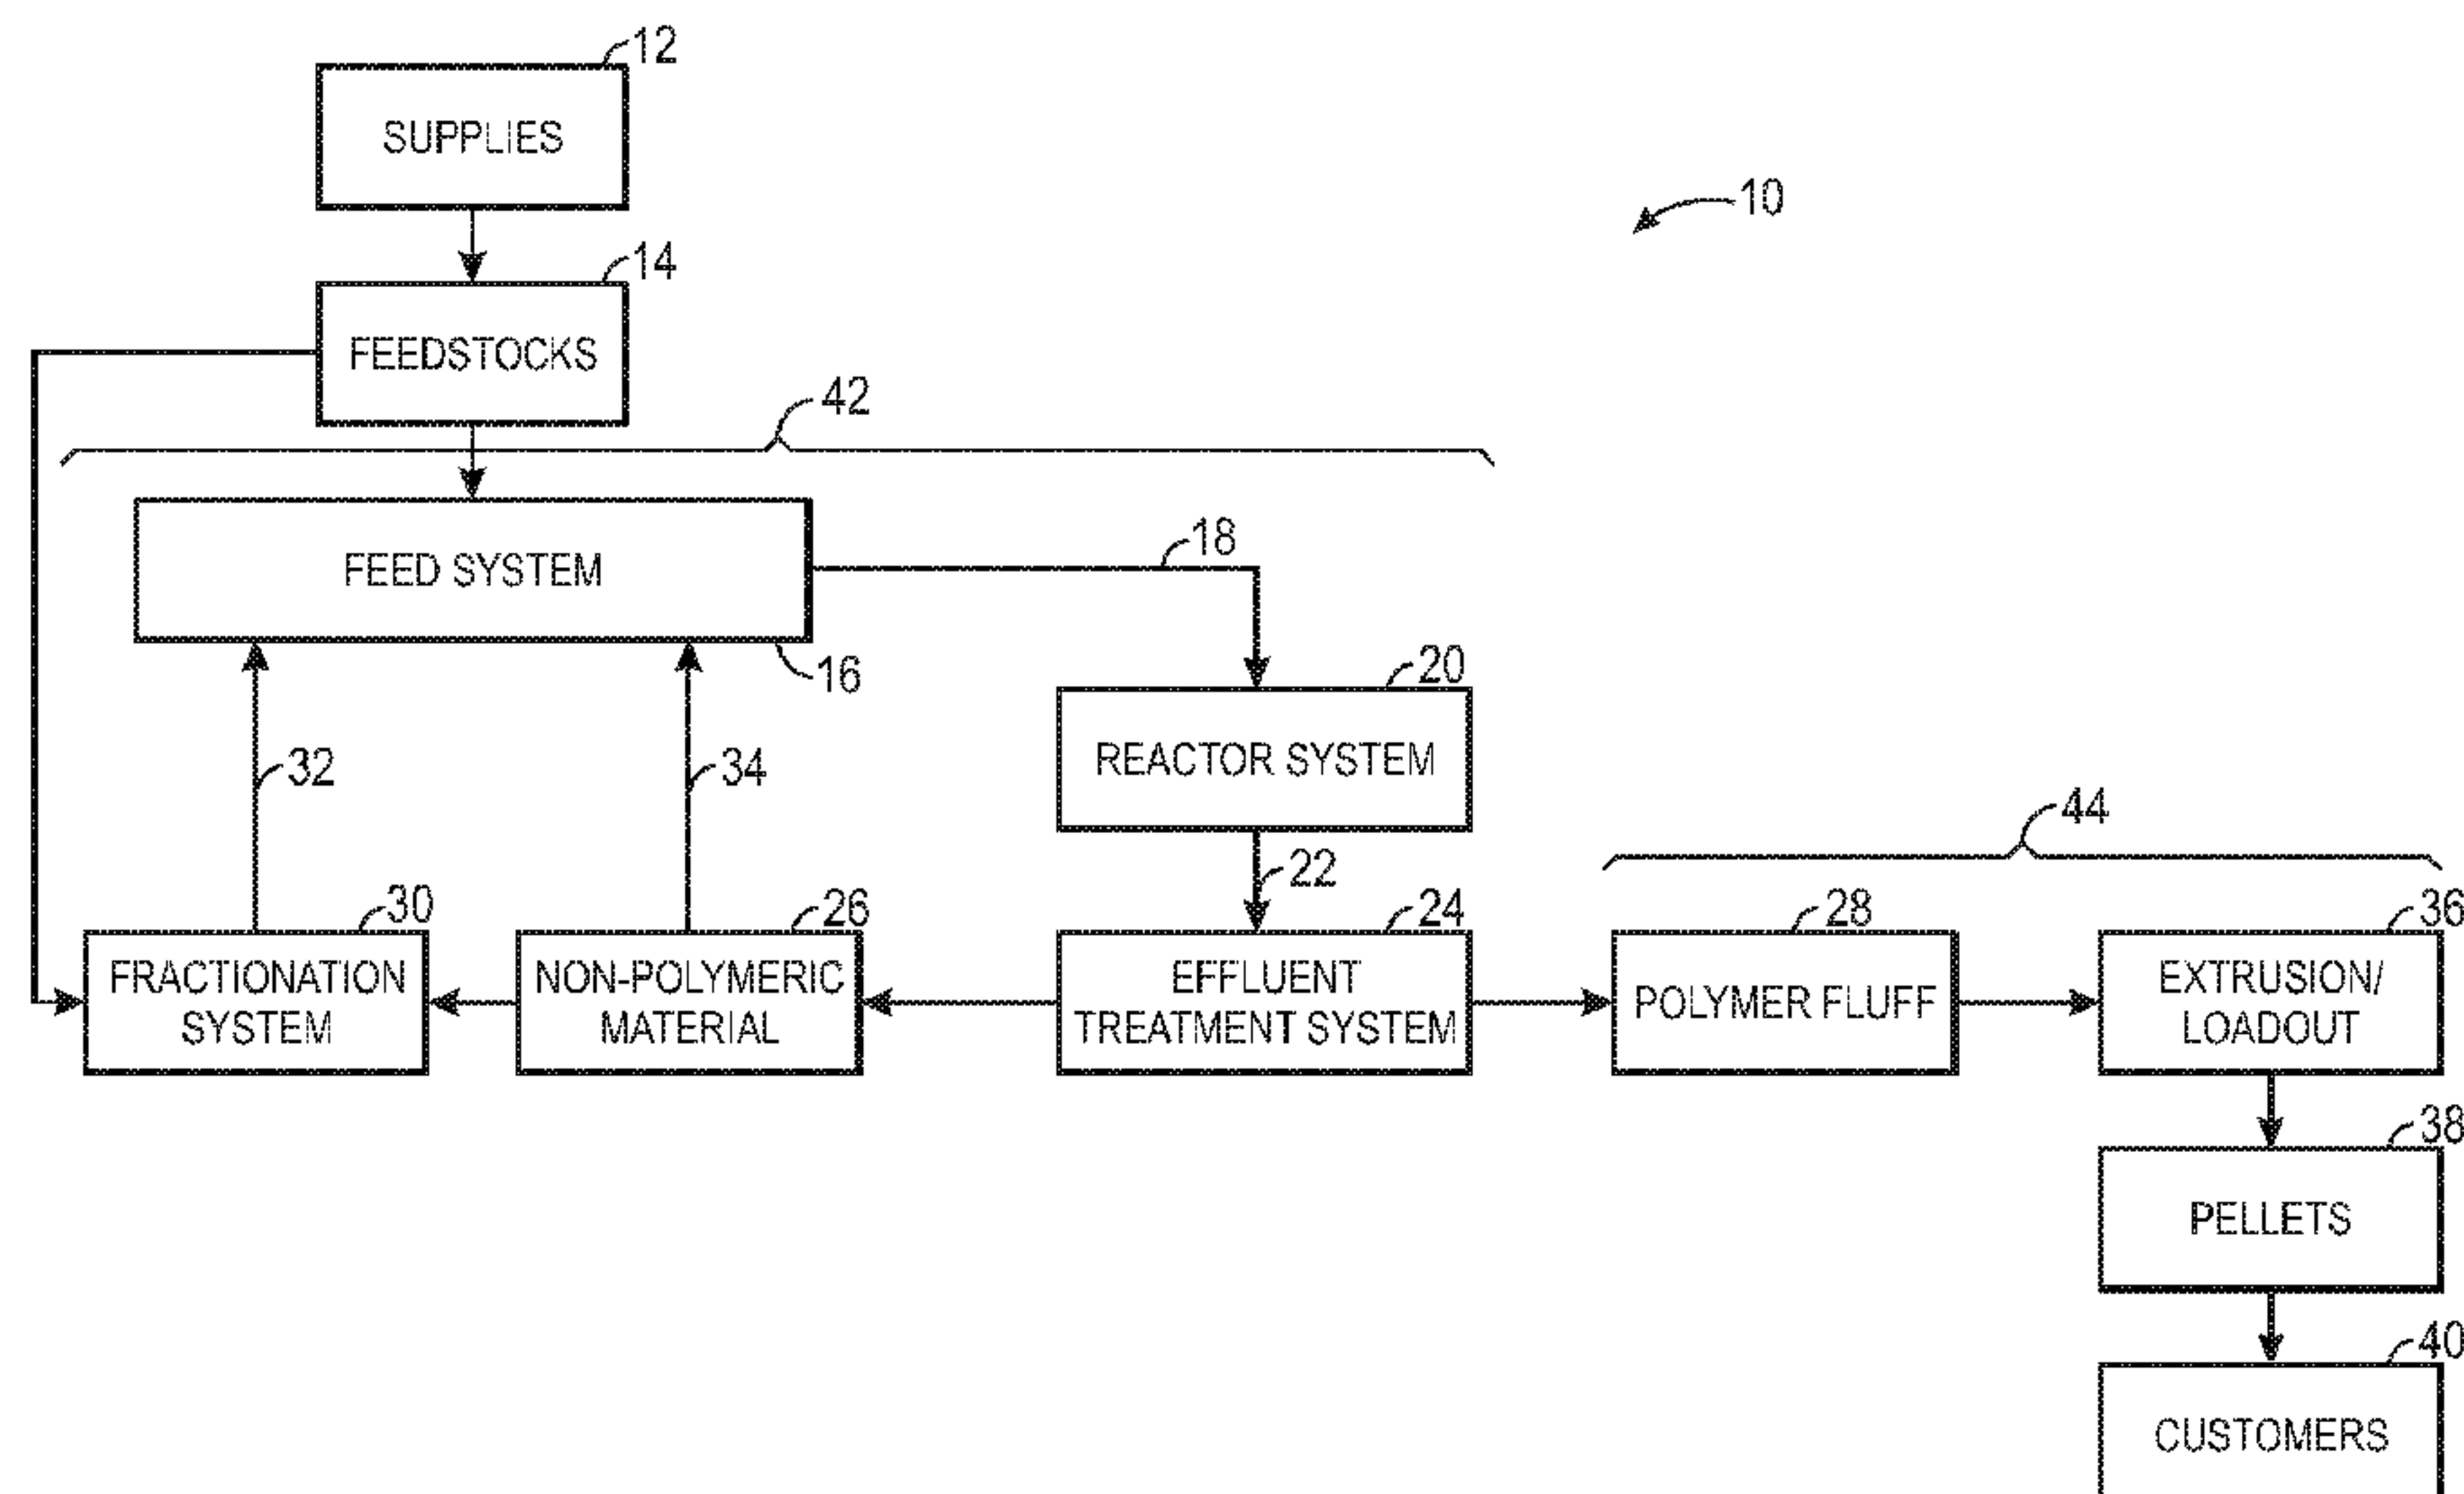 12
SUPPLIES
10
14
FEEDSTOCKS
42
18
FEED SYSTEM
16
20
REACTOR SYSTEM
32
34
44
22
30
26
24
28
36
FRACTIONATION
SYSTEM
NON-POLYMERIC
MATERIAL
EFFLUENT
TREATMENT SYSTEM
POLYMER FLUFF
EXTRUSION/
LOADOUT
38
PELLETS
40
CUSTOMERS